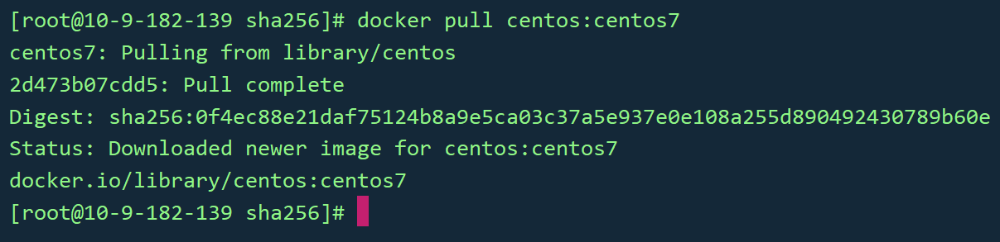 [root@10-9-182-139 sha256]# docker pull centos:centos7
centos7: Pulling from library/centos
2d473b07cdd5: Pull complete
Digest: sha256:0f4ec88e21daf75124b8a9e5ca03c37a5e937e0e108a255d890492430789b60e
Status: Downloaded newer image for centos:centos7
docker.io/library/centos:centos7
[root@10-9-182-139 sha256]#